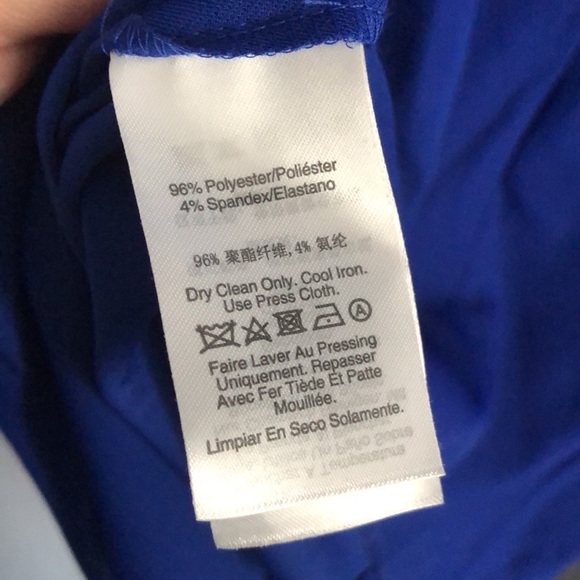 96% Polyester/Poliéster
4% Spandex/Elastano
96% 聚酯纤维,4% 氨纶
Dry Clean Only. Cool Iron.
Use Press Cloth.
A
Faire Laver Au Pressing
Uniquement. Repasser
Avec Fer Tiède Et Patte
Mouillée.
Limpiar En Seco Solamente.